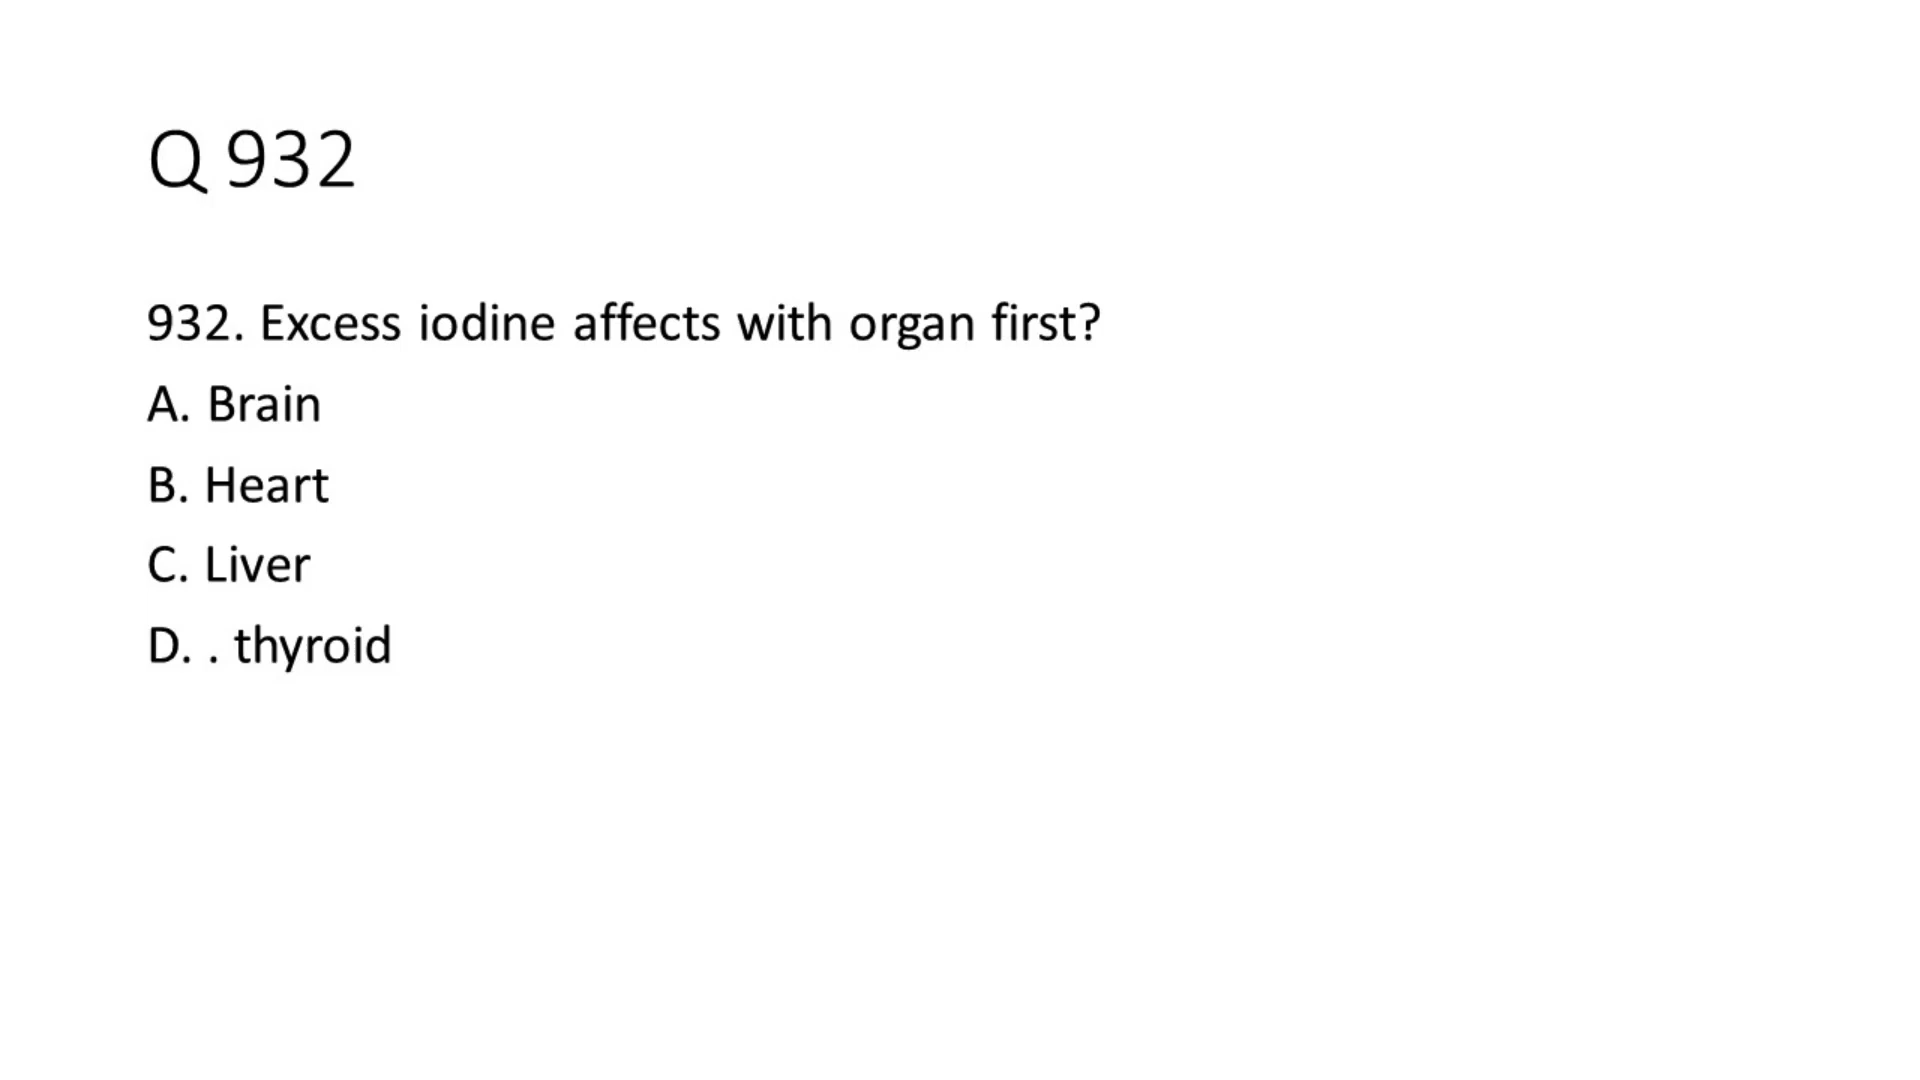 Q 932
932. Excess iodine affects with organ first?
A. Brain
B. Heart
C. Liver
D. . thyroid